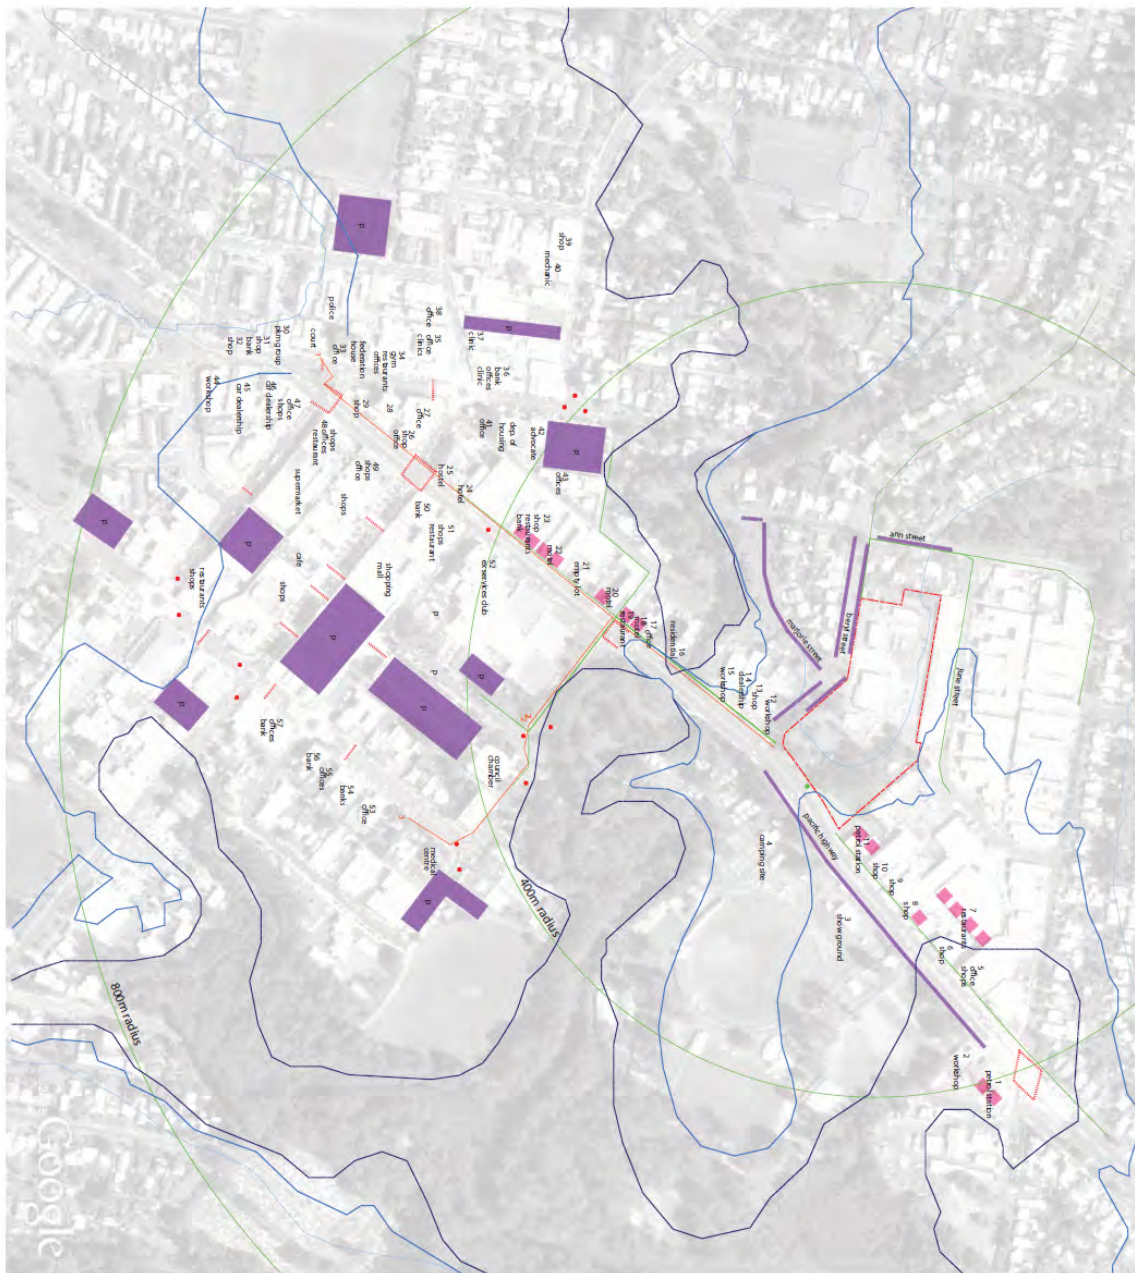 ann street
june street
beryl street
marjorie street
pacific highway
1
petrol station
2
workshop
3
showground
4
camping site
5
office
shops
6
shop
7
restaurants
8
shop
9
shop
10
shop
11
petrol station
12
workshop
13
shop
14
dealership
15
workshop
16
residential
17
office
18
motel
19
restaurant
20
motel
21
empty lot
22
motel
23
shop
restaurants
bank
24
hotel
25
hostel
26
shop
office
27
office
28
29
shop
30
pkm group
31
shop
bank
32
shop
33
office
federation
house
court
police
34
gym
restaurants
offices
35
office
clinics
36
bank
offices
clinic
37
clinic
38
office
39
shop
40
mechanic
41
office
dep. of
housing
42
advocate
43
offices
44
workshop
45
car dealership
46
car dealership
47
office
shops
shops
48 offices
restaurant
49
shops
office
50
bank
51
shops
restaurant
52
exservices club
supermarket
shops
cafe
shops
shopping
mall
restaurants
shops
council
chamber
medical
centre
53
office
54
banks
55
offices
56
bank
57
offices
bank
p
p
p
p
p
p
p
p
p
p
p
p
400m radius
800m radius
Google